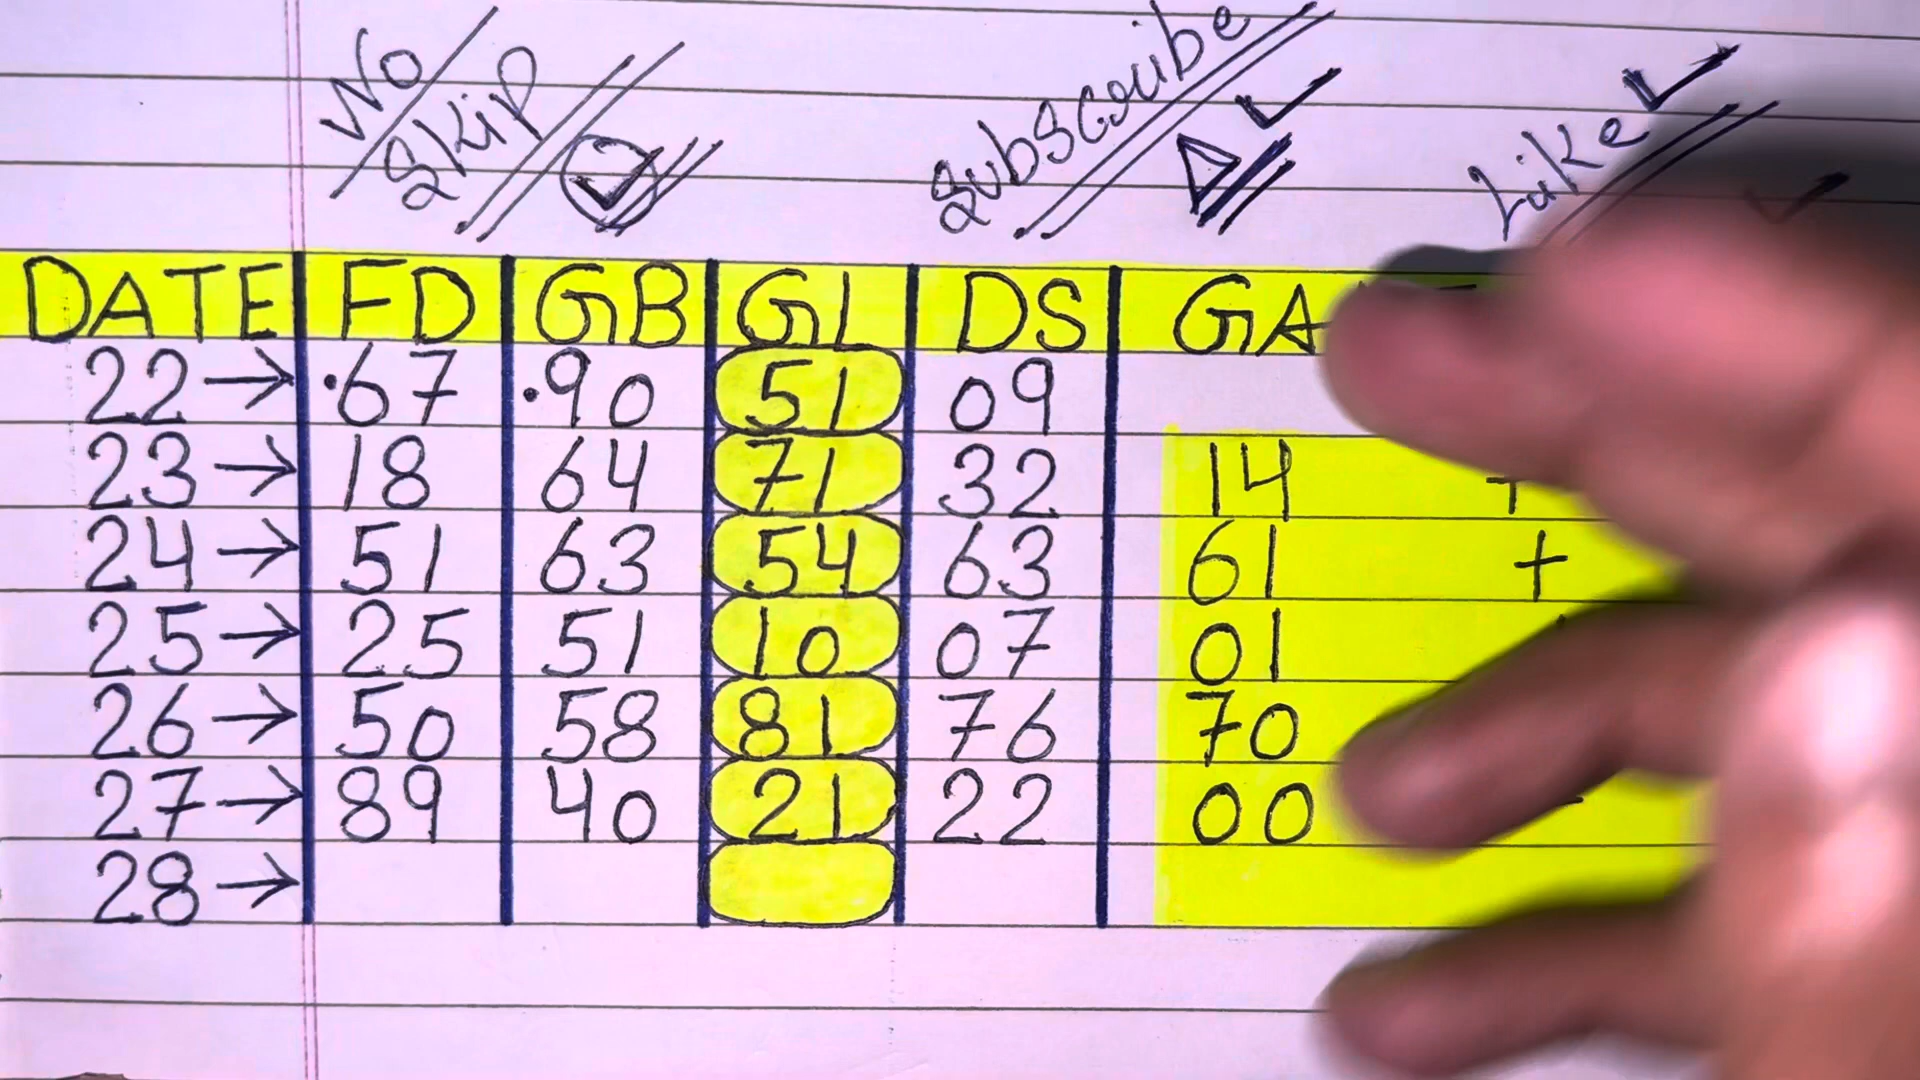 No Skip
Subscribe
Like
DATE FD GB GL DS GA
22 → .67 .90 51 09
23 → 18 64 71 32 14 +
24 → 51 63 54 63 61 +
25 → 25 51 10 07 01
26 → 50 58 81 76 70
27 → 89 40 21 22 00
28 →